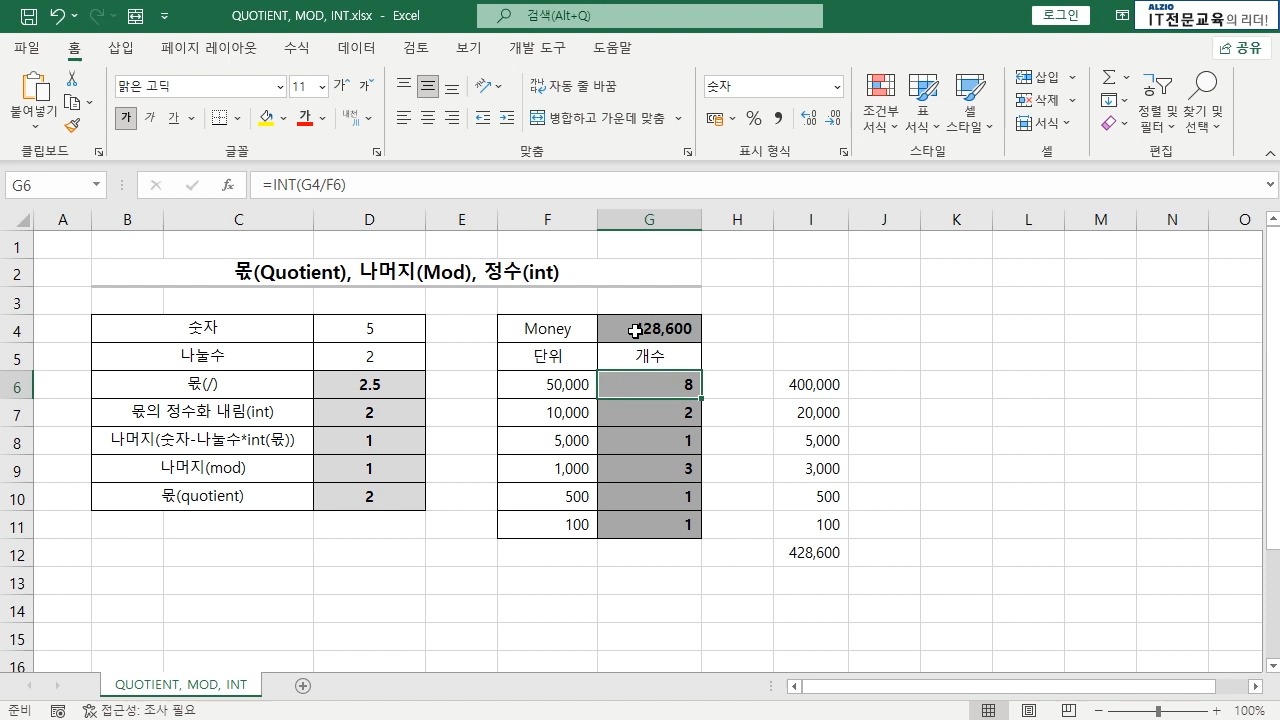 QUOTIENT, MOD, INT.xlsx - Excel
검색(Alt+Q)
로그인
ALZIO
IT전문교육의 리더!
파일 홈 삽입 페이지 레이아웃 수식 데이터 검토 보기 개발 도구 도움말
공유
붙여넣기
맑은 고딕 11 가 가
가 가 가 가 가 내천
자동 줄 바꿈
병합하고 가운데 맞춤
숫자
조건부 서식
표 서식
셀 스타일
삽입
삭제
서식
정렬 및 필터
찾기 및 선택
클립보드 글꼴 맞춤 표시 형식 스타일 셀 편집
G6 fx =INT(G4/F6)
A B C D E F G H I J K L M N O
1
2 몫(Quotient), 나머지(Mod), 정수(int)
3
4 숫자 5 Money 28,600
5 나눌수 2 단위 개수
6 몫(/) 2.5 50,000 8 400,000
7 몫의 정수화 내림(int) 2 10,000 2 20,000
8 나머지(숫자-나눌수*int(몫)) 1 5,000 1 5,000
9 나머지(mod) 1 1,000 3 3,000
10 몫(quotient) 2 500 1 500
11 100 1 100
12 428,600
13
14
15
16
QUOTIENT, MOD, INT
준비 접근성: 조사 필요 100%